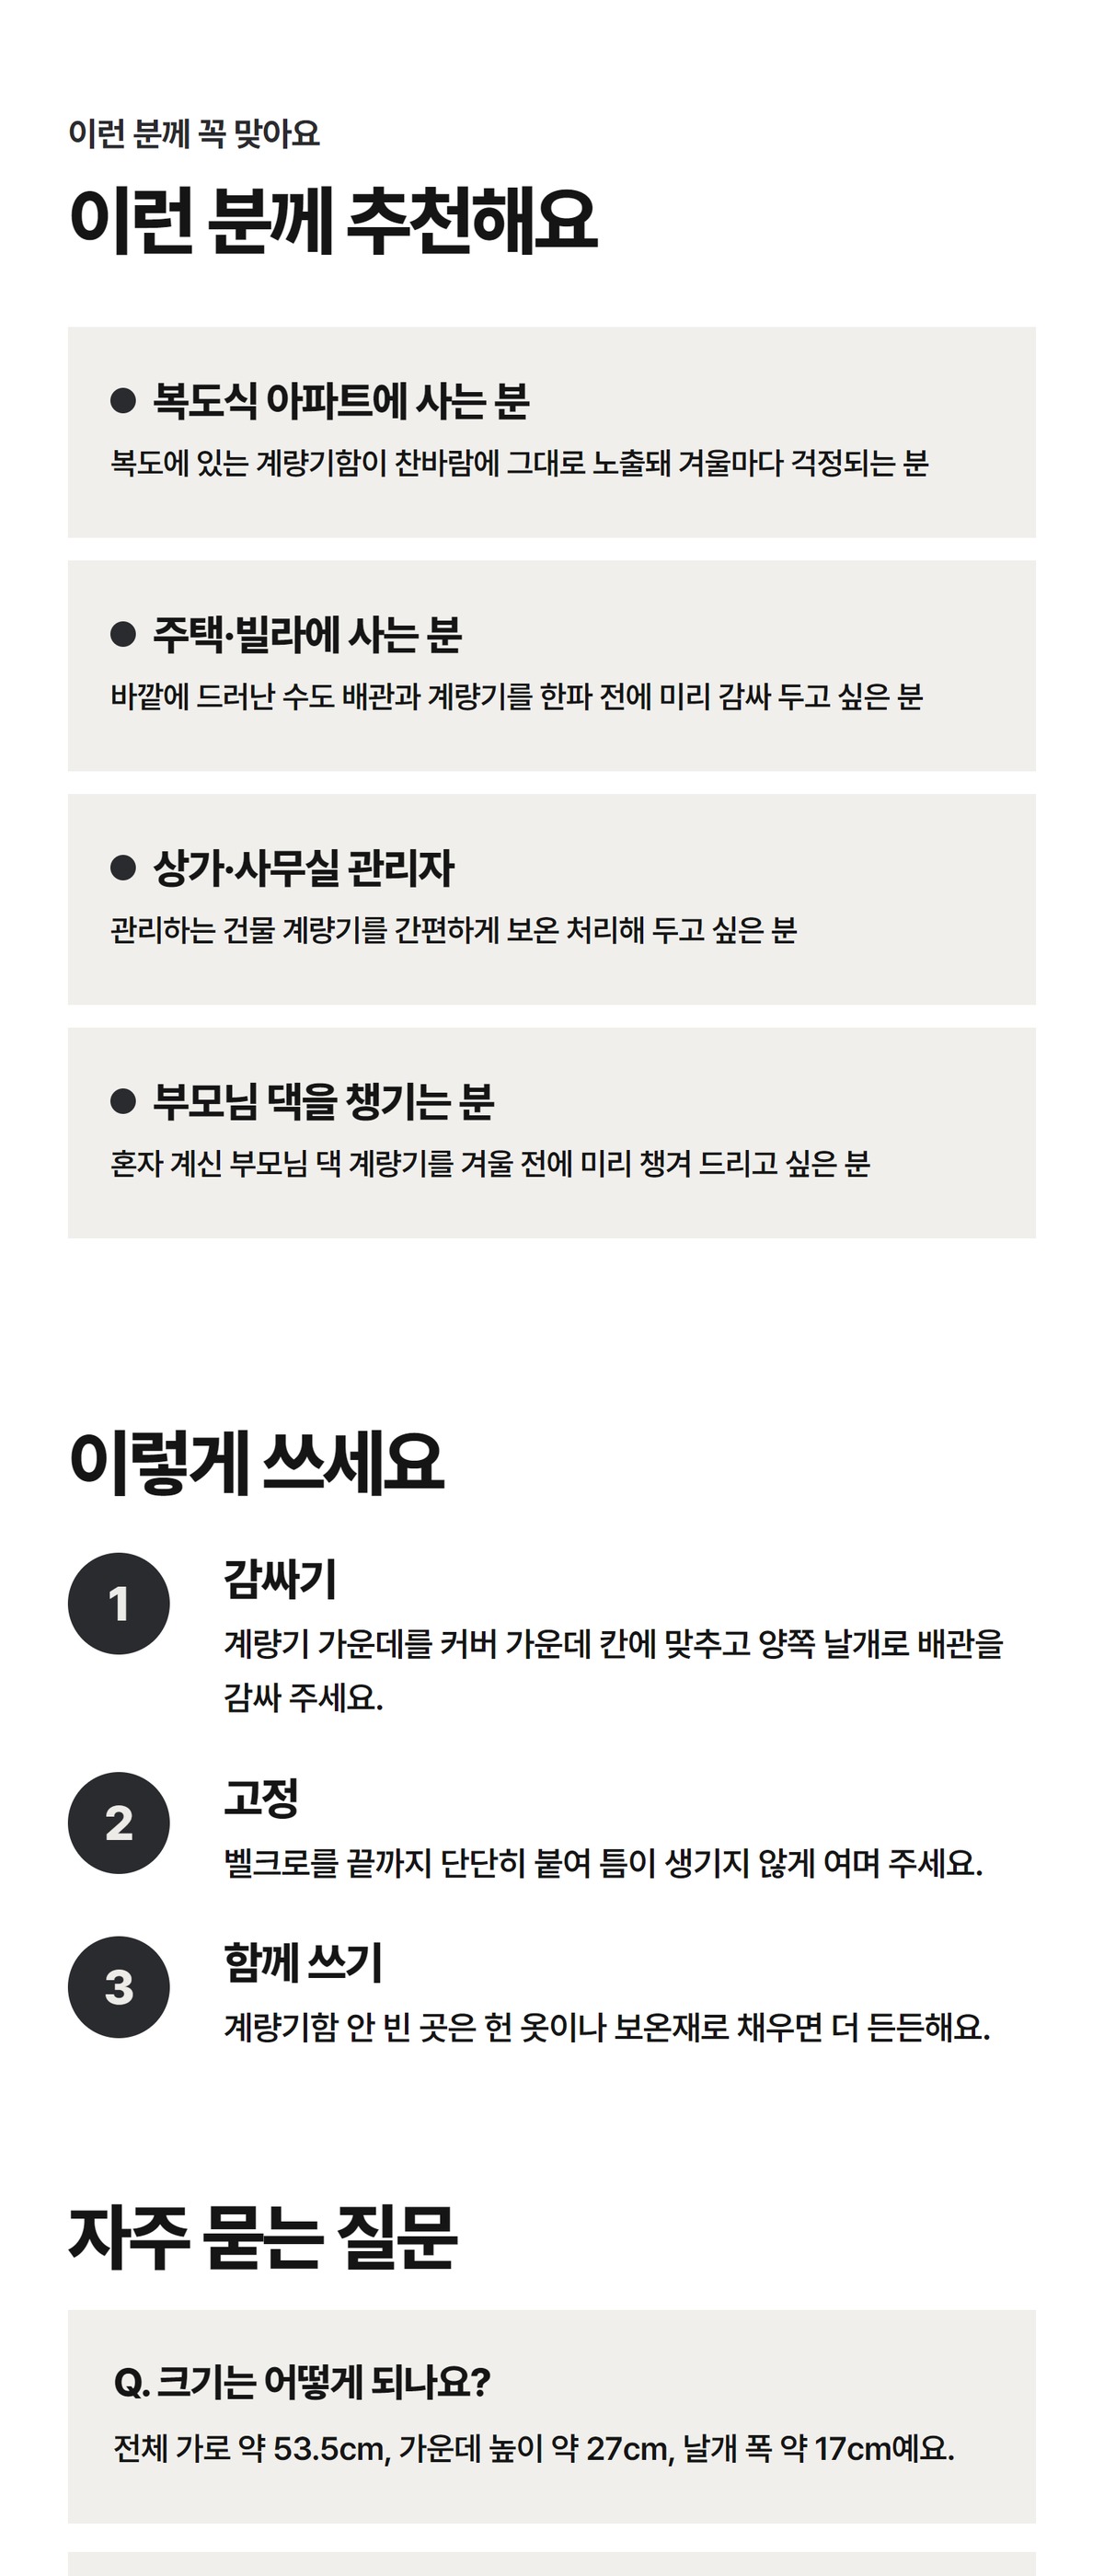 이런 분께 꼭 맞아요
이런 분께 추천해요
복도식 아파트에 사는 분
복도에 있는 계량기함이 찬바람에 그대로 노출돼 겨울마다 걱정되는 분
주택·빌라에 사는 분
바깥에 드러난 수도 배관과 계량기를 한파 전에 미리 감싸 두고 싶은 분
상가·사무실 관리자
관리하는 건물 계량기를 간편하게 보온 처리해 두고 싶은 분
부모님 댁을 챙기는 분
혼자 계신 부모님 댁 계량기를 겨울 전에 미리 챙겨 드리고 싶은 분
이렇게 쓰세요
1
감싸기
계량기 가운데를 커버 가운데 칸에 맞추고 양쪽 날개로 배관을
감싸 주세요.
2
고정
벨크로를 끝까지 단단히 붙여 틈이 생기지 않게 여며 주세요.
3
함께 쓰기
계량기함 안 빈 곳은 헌 옷이나 보온재로 채우면 더 든든해요.
자주 묻는 질문
Q. 크기는 어떻게 되나요?
전체 가로 약 53.5cm, 가운데 높이 약 27cm, 날개 폭 약 17cm예요.